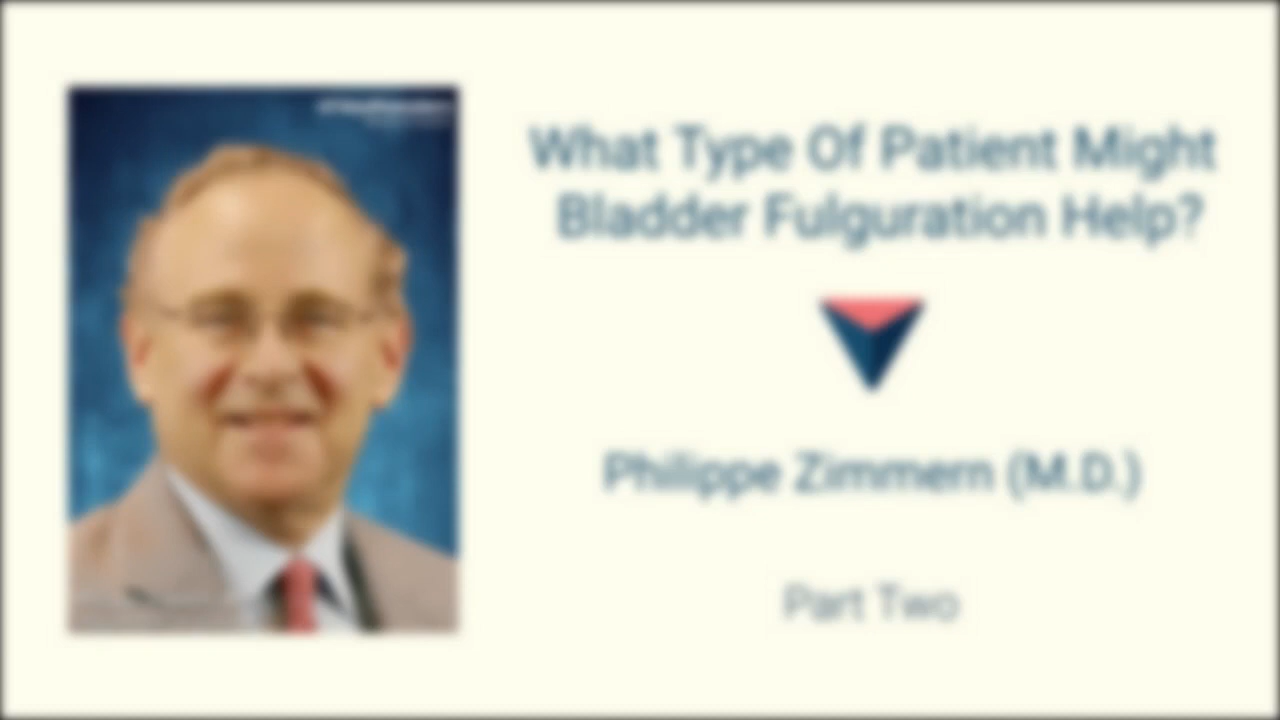 What Type Of Patient Might
Bladder Fulguration Help?
Philippe Zimmern (M.D.)
Part Two